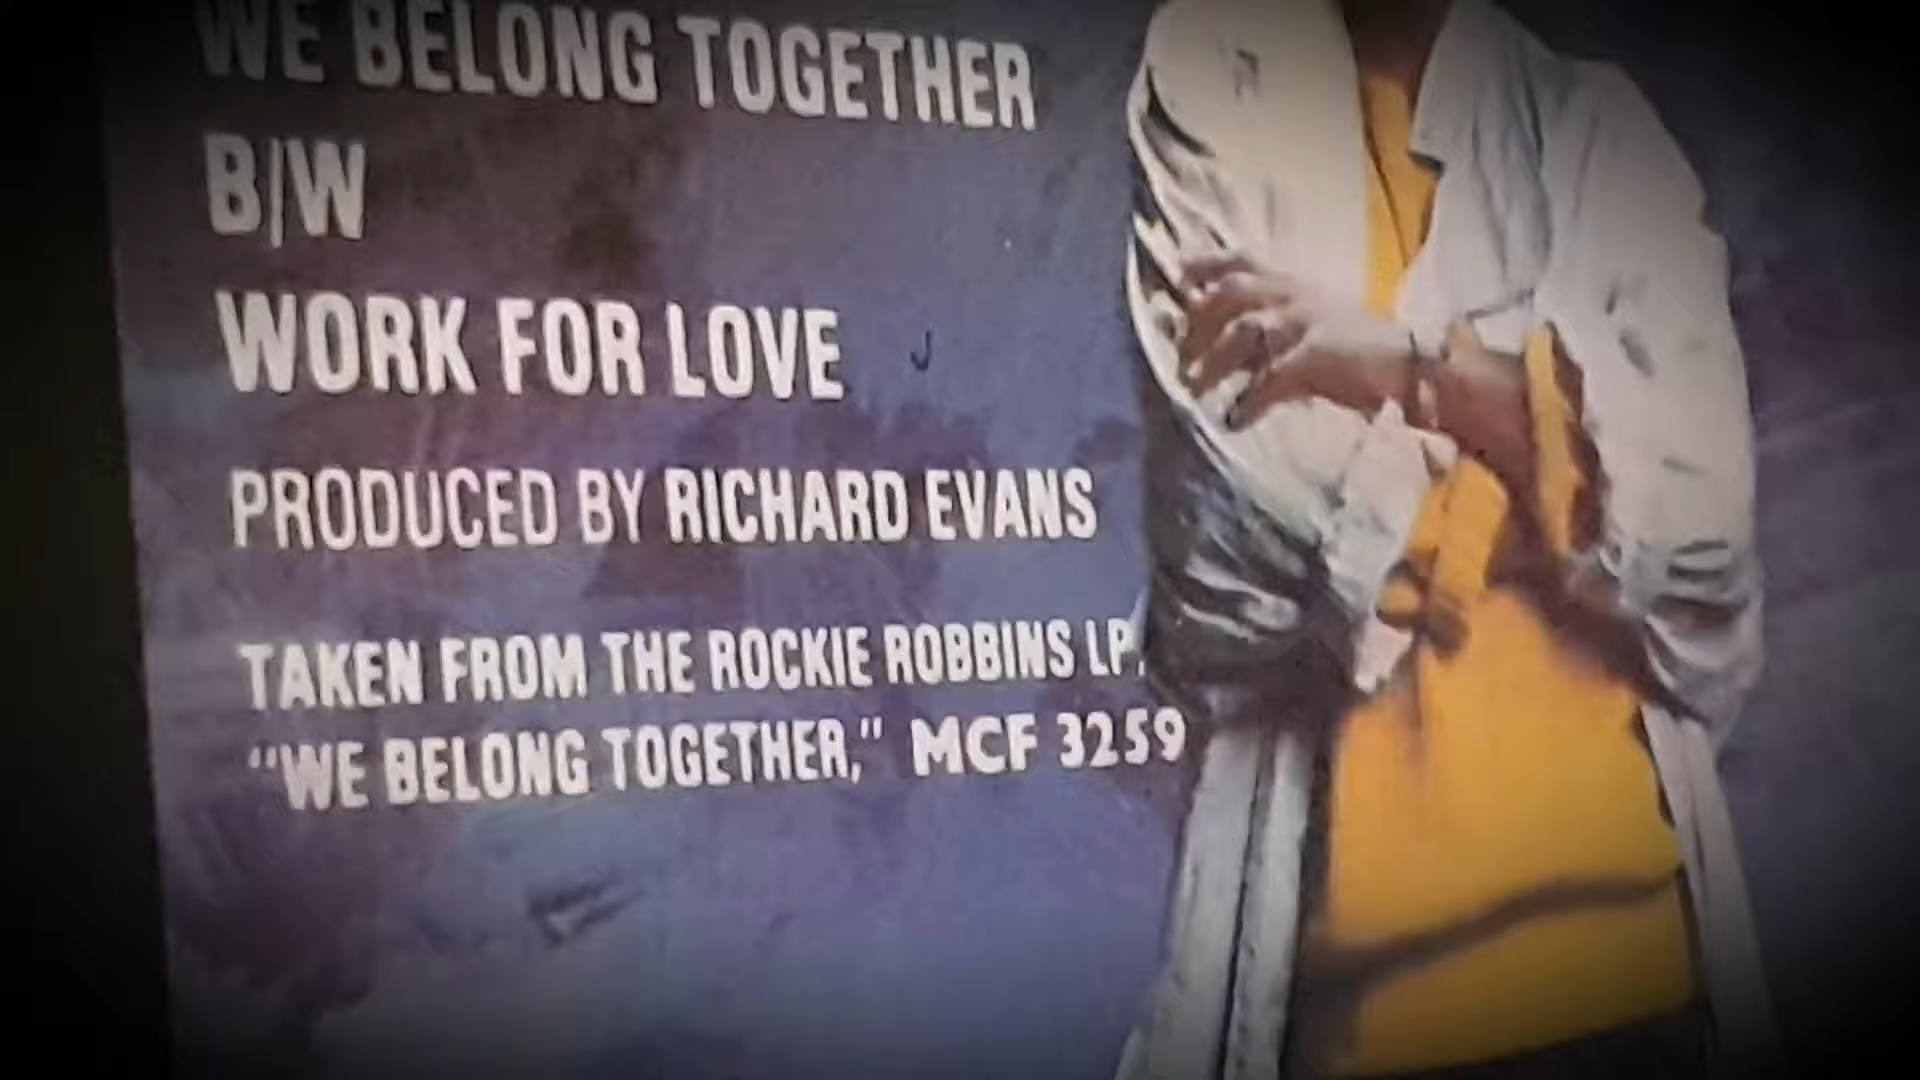 WE BELONG TOGETHER
B/W
WORK FOR LOVE
PRODUCED BY RICHARD EVANS
TAKEN FROM THE ROCKIE ROBBINS LP,
“WE BELONG TOGETHER,” MCF 3259